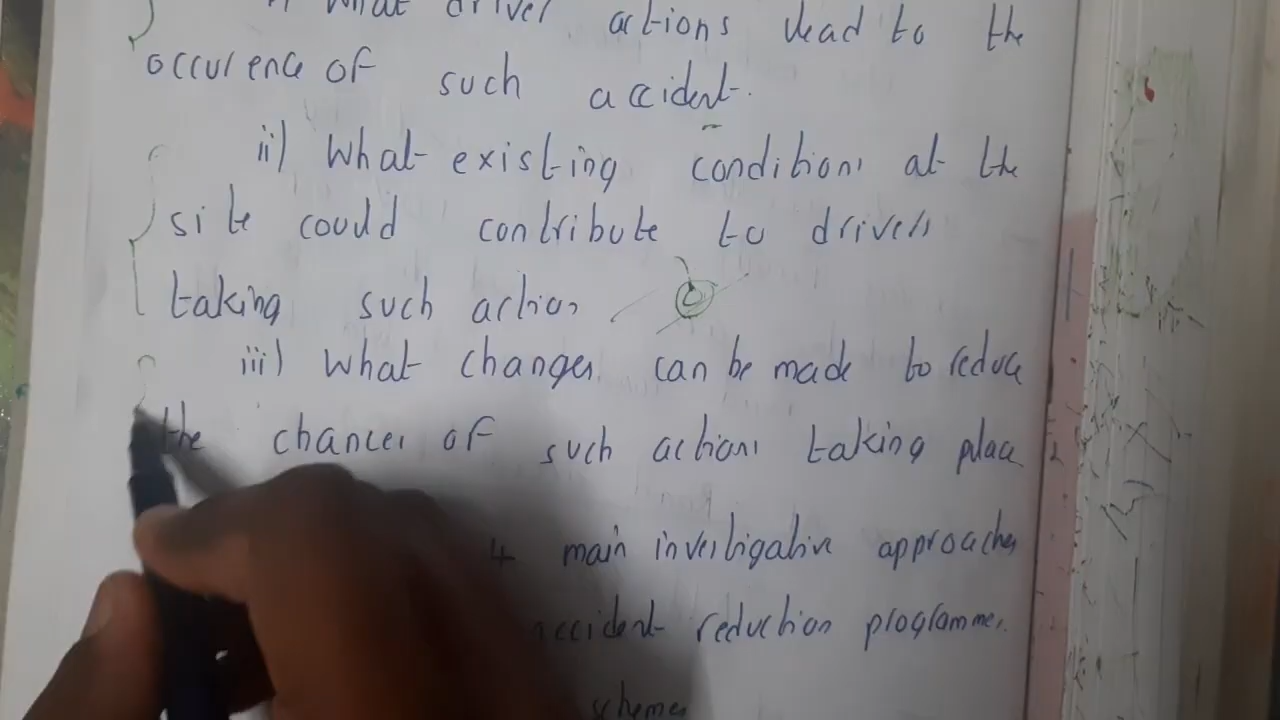 i) What driver actions lead to the
occurence of such accident.
ii) What existing conditions at the
site could contribute to drivers
taking such action
iii) What changes can be made to reduce
the chances of such actions taking place
4 main investigative approaches
accident reduction programmes.
schemes